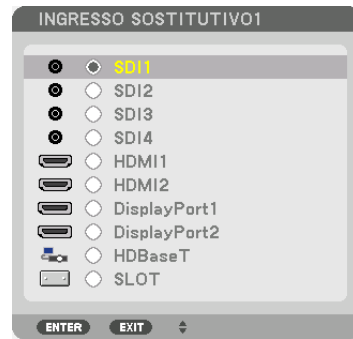 INGRESSO SOSTITUTIVO1
SDI1
SDI2
SDI3
SDI4
HDMI1
HDMI2
DisplayPort1
DisplayPort2
HDBaseT
SLOT
ENTER EXIT